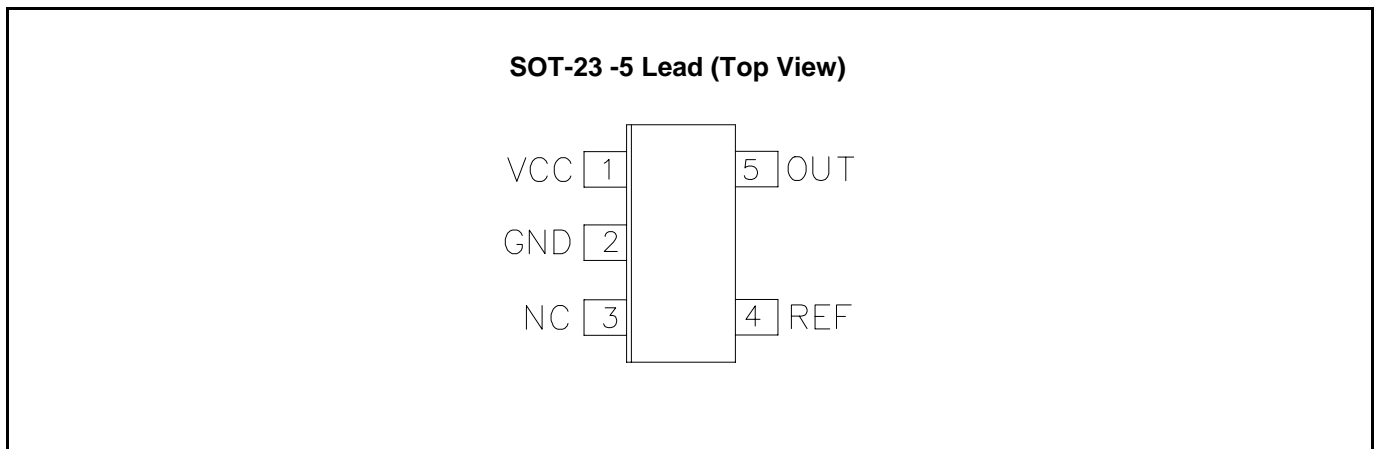 SOT-23 -5 Lead (Top View)
VCC 1 5 OUT
GND 2
NC 3 4 REF